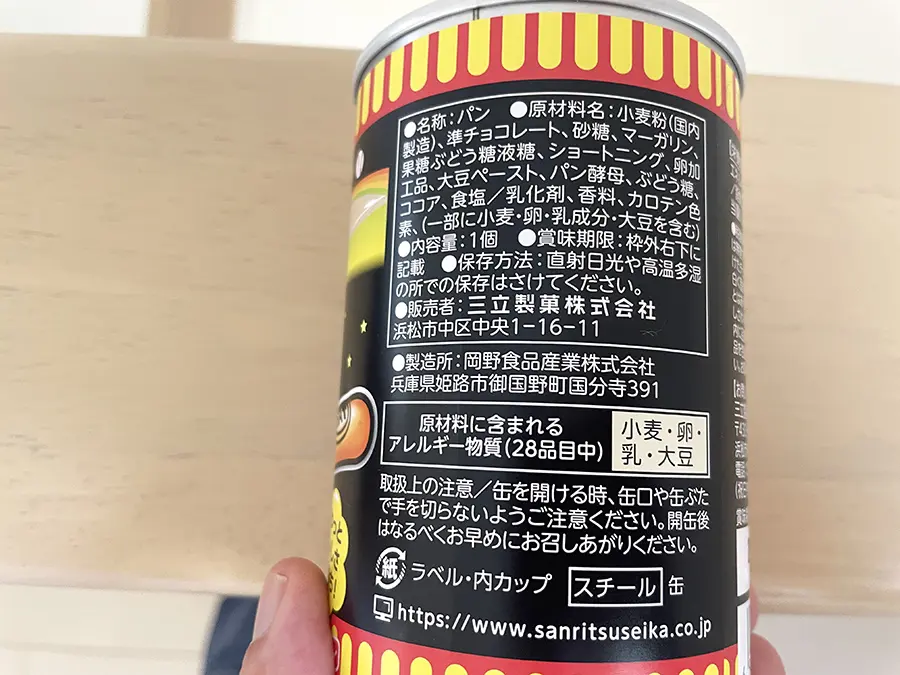 ●名称：パン ●原材料名：小麦粉(国内
製造)、準チョコレート、砂糖、マーガリン、
果糖ぶどう糖液糖、ショートニング、卵加
工品、大豆ペースト、パン酵母、ぶどう糖、
ココア、食塩／乳化剤、香料、カロテン色
素、(一部に小麦・卵・乳成分・大豆を含む)
●内容量：1個 ●賞味期限：枠外右下に
記載 ●保存方法：直射日光や高温多湿
の所での保存はさけてください。
●販売者：三立製菓株式会社
浜松市中区中央1-16-11
●製造所：岡野食品産業株式会社
兵庫県姫路市御国野町国分寺391
原材料に含まれる
アレルギー物質(28品目中)
小麦・卵・
乳・大豆
取扱上の注意／缶を開ける時、缶口や缶ぶた
で手を切らないようご注意ください。開缶後
はなるべくお早めにお召しあがりください。
紙 ラベル・内カップ スチール 缶
https://www.sanritsuseika.co.jp